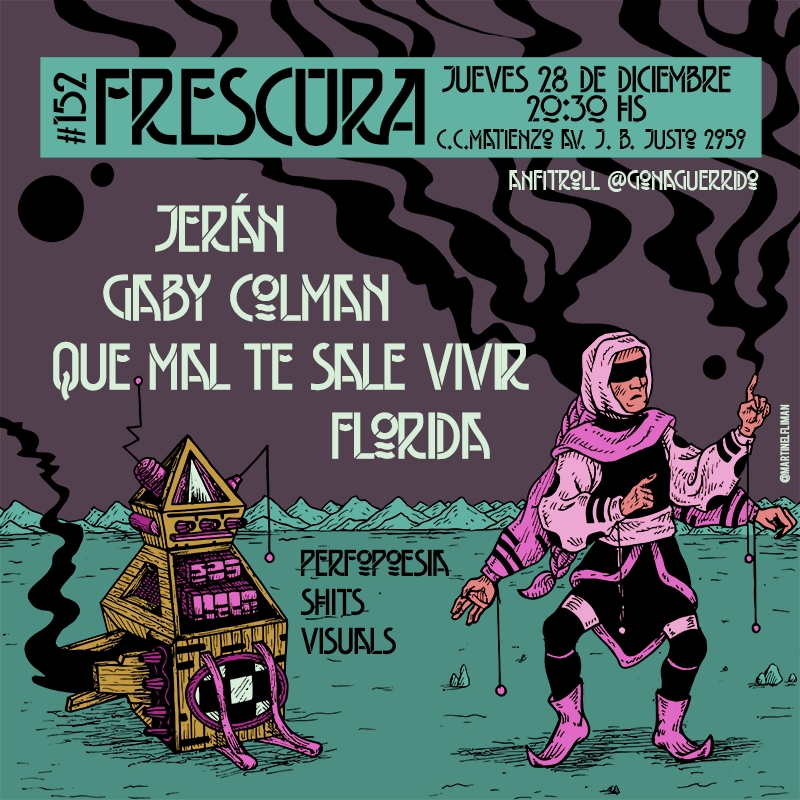 #152
FRESCURA
JUEVES 28 DE DICIEMBRE
20:30 HS
C.C.MATIENZO AV. J. B. JUSTO 2959
ANFITROLL @GONAGUERRIDO
JERÁN
GABY COLMAN
QUE MAL TE SALE VIVIR
FLORIDA
PERFOPOESIA
SHITS
VISUALS
@MARTINELFLIMAN